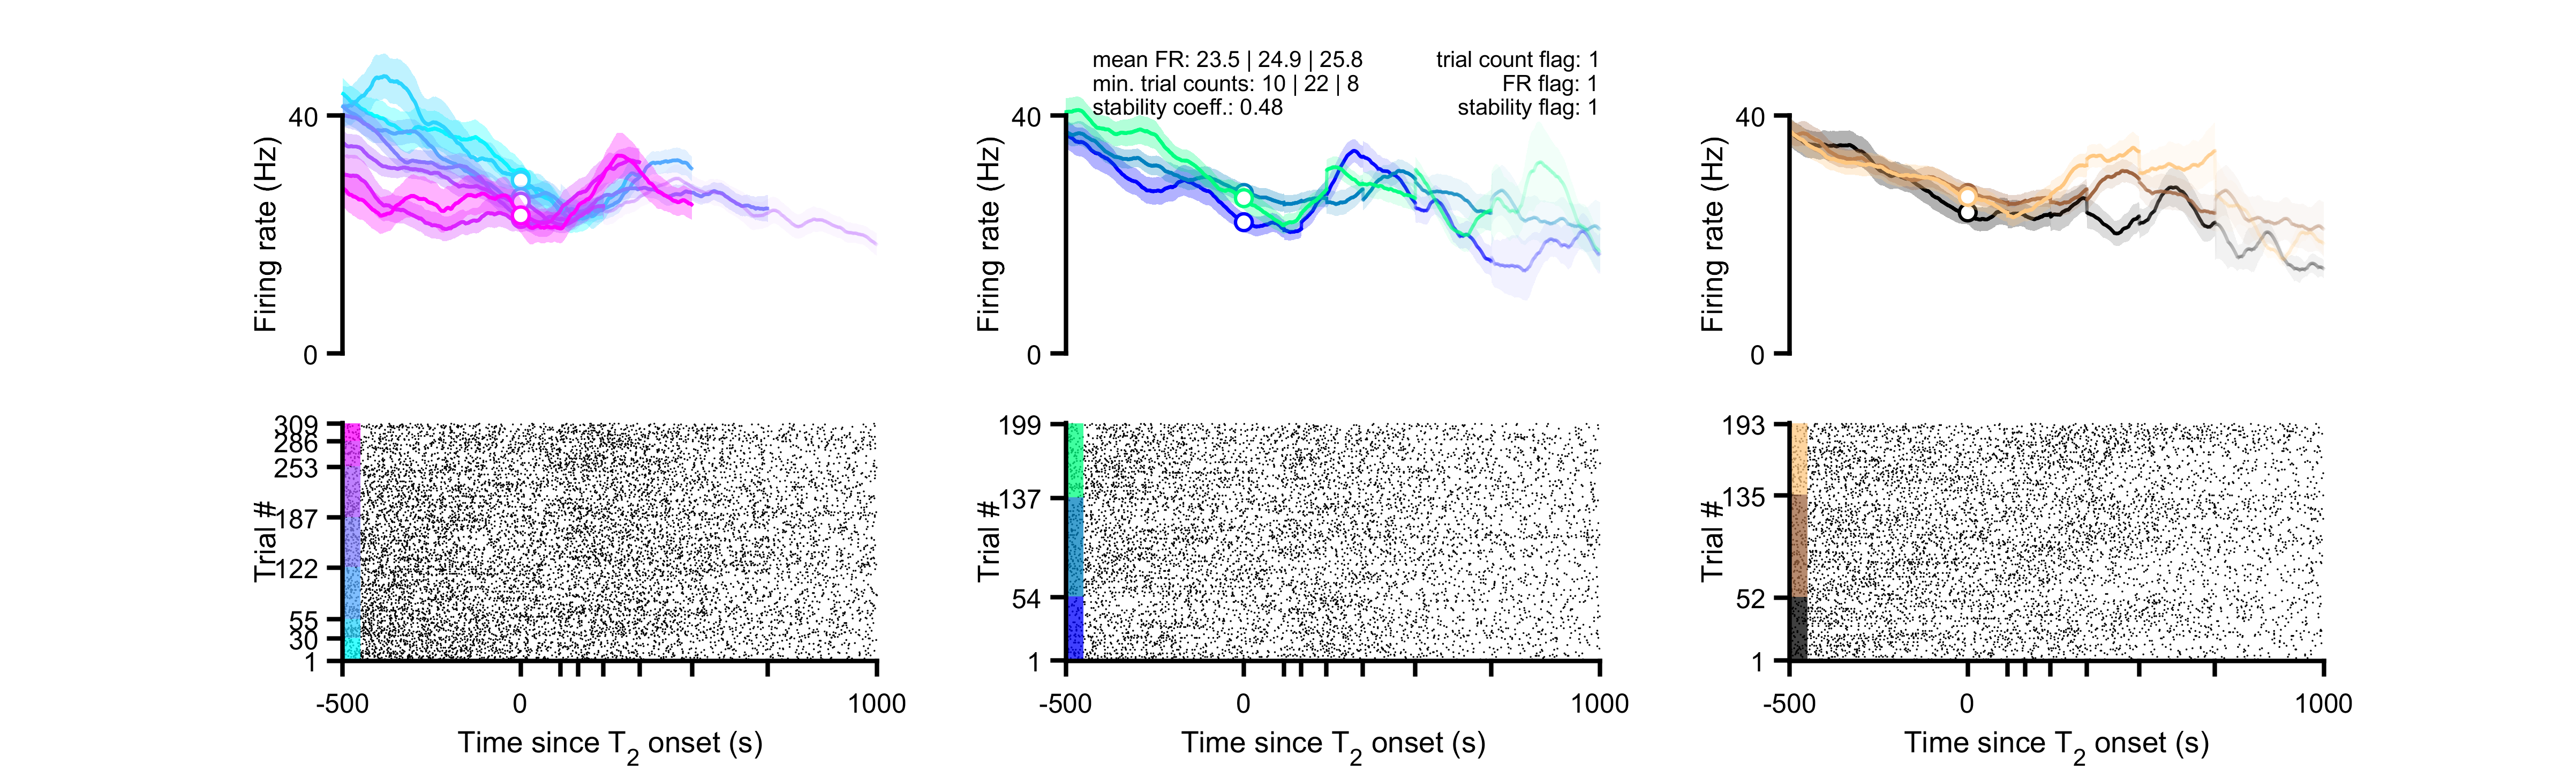 mean FR: 23.5 | 24.9 | 25.8
min. trial counts: 10 | 22 | 8
stability coeff.: 0.48
trial count flag: 1
FR flag: 1
stability flag: 1
Firing rate (Hz)
40
0
Firing rate (Hz)
40
0
Firing rate (Hz)
40
0
Trial #
309
286
253
187
122
55
30
1
-500
0
1000
Time since T2 onset (s)
Trial #
199
137
54
1
-500
0
1000
Time since T2 onset (s)
Trial #
193
135
52
1
-500
0
1000
Time since T2 onset (s)